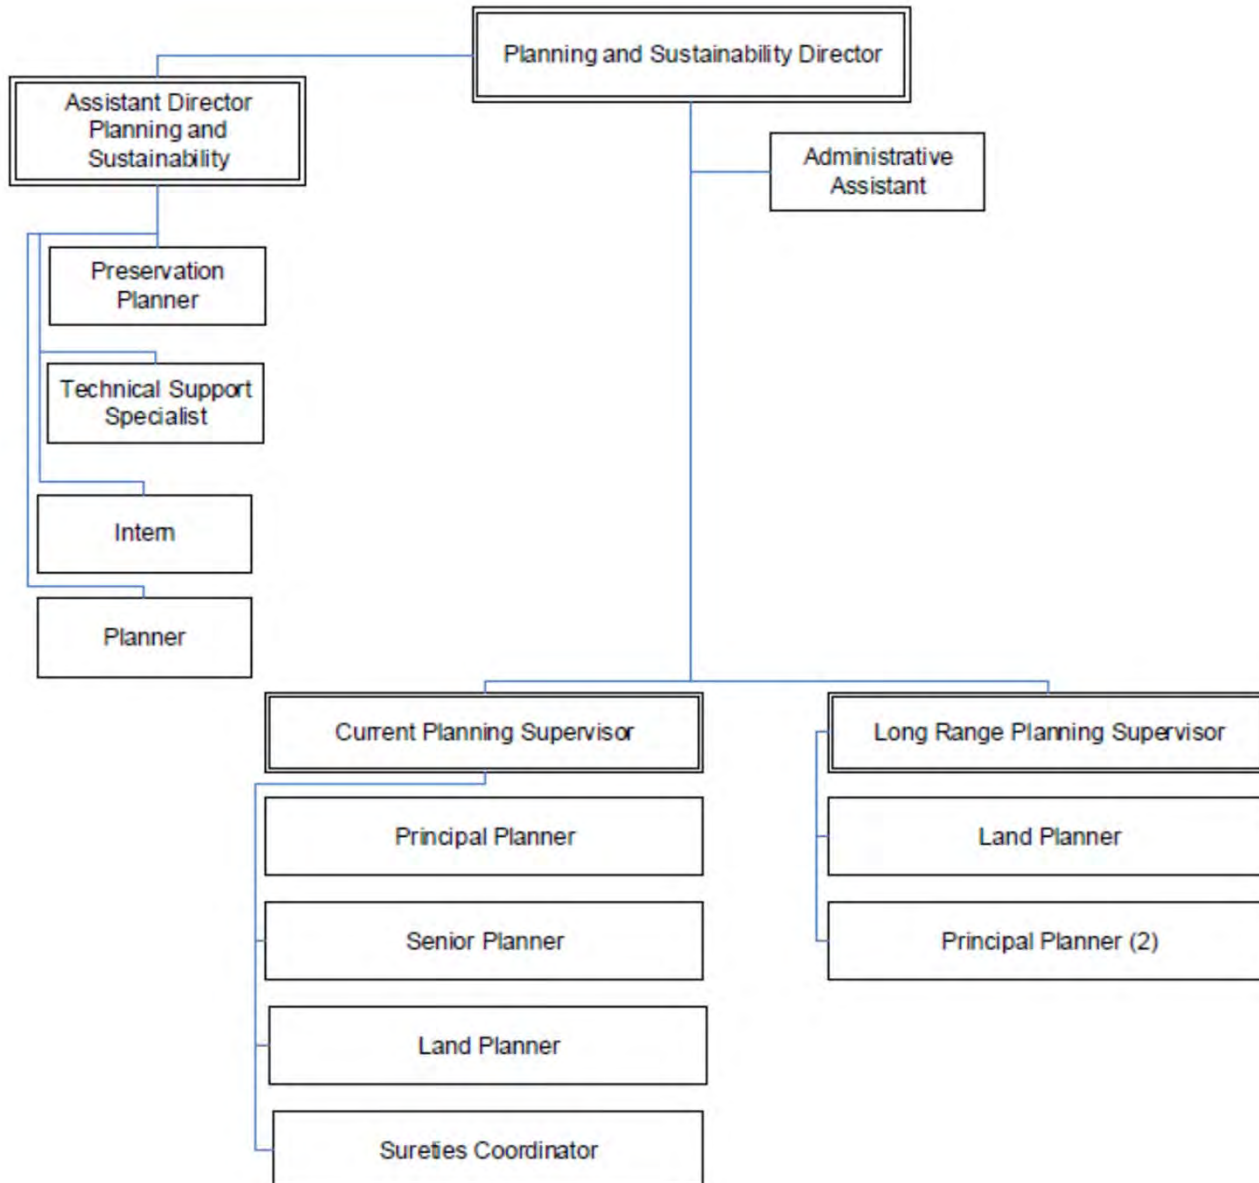 Planning and Sustainability Director
Assistant Director
Planning and
Sustainability
Administrative
Assistant
Preservation
Planner
Technical Support
Specialist
Intern
Planner
Current Planning Supervisor
Long Range Planning Supervisor
Principal Planner
Land Planner
Senior Planner
Principal Planner (2)
Land Planner
Sureties Coordinator